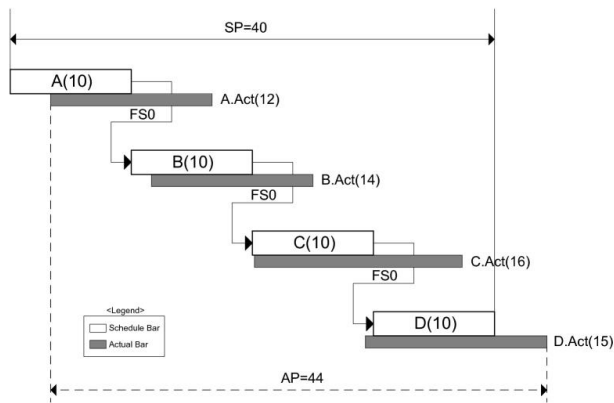 SP=40
A(10)
A.Act(12)
FS0
B(10)
B.Act(14)
FS0
C(10)
C.Act(16)
FS0
D(10)
D.Act(15)
<Legend>
Schedule Bar
Actual Bar
AP=44